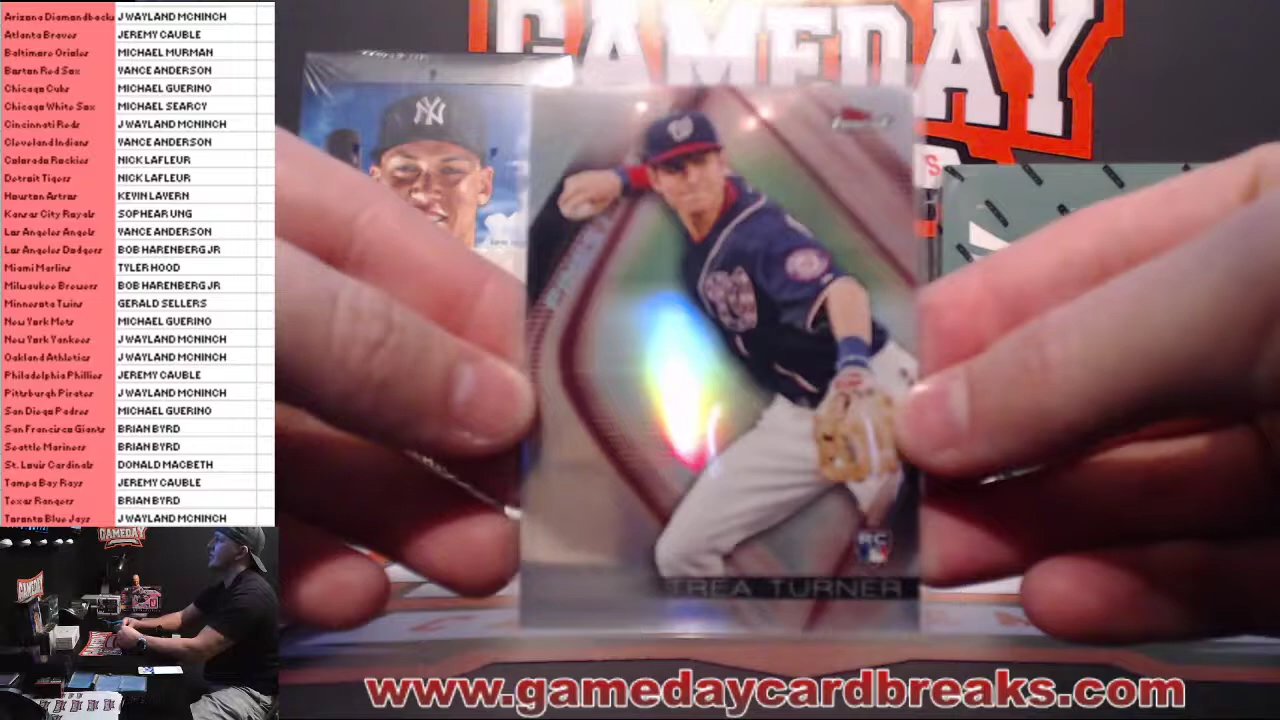 Arizona Diamondbacks J WAYLAND MCNINCH
Atlanta Braves JEREMY CAUBLE
Baltimore Orioles MICHAEL MURMAN
Boston Red Sox VANCE ANDERSON
Chicago Cubs MICHAEL GUERINO
Chicago White Sox MICHAEL SEARCY
Cincinnati Reds J WAYLAND MCNINCH
Cleveland Indians VANCE ANDERSON
Colorado Rockies NICK LAFLEUR
Detroit Tigers NICK LAFLEUR
Houston Astros KEVIN LAVERN
Kansas City Royals SOPHEAR UNG
Los Angeles Angels VANCE ANDERSON
Los Angeles Dodgers BOB HARENBERG JR
Miami Marlins TYLER HOOD
Milwaukee Brewers BOB HARENBERG JR
Minnesota Twins GERALD SELLERS
New York Mets MICHAEL GUERINO
New York Yankees J WAYLAND MCNINCH
Oakland Athletics J WAYLAND MCNINCH
Philadelphia Phillies JEREMY CAUBLE
Pittsburgh Pirates J WAYLAND MCNINCH
San Diego Padres MICHAEL GUERINO
San Francisco Giants BRIAN BYRD
Seattle Mariners BRIAN BYRD
St. Louis Cardinals DONALD MACBETH
Tampa Bay Rays JEREMY CAUBLE
Texas Rangers BRIAN BYRD
Toronto Blue Jays J WAYLAND MCNINCH
GAMEDAY
NY
W
RC
TREA TURNER
GAMEDAY
GAMEDAY
www.gamedaycardbreaks.com